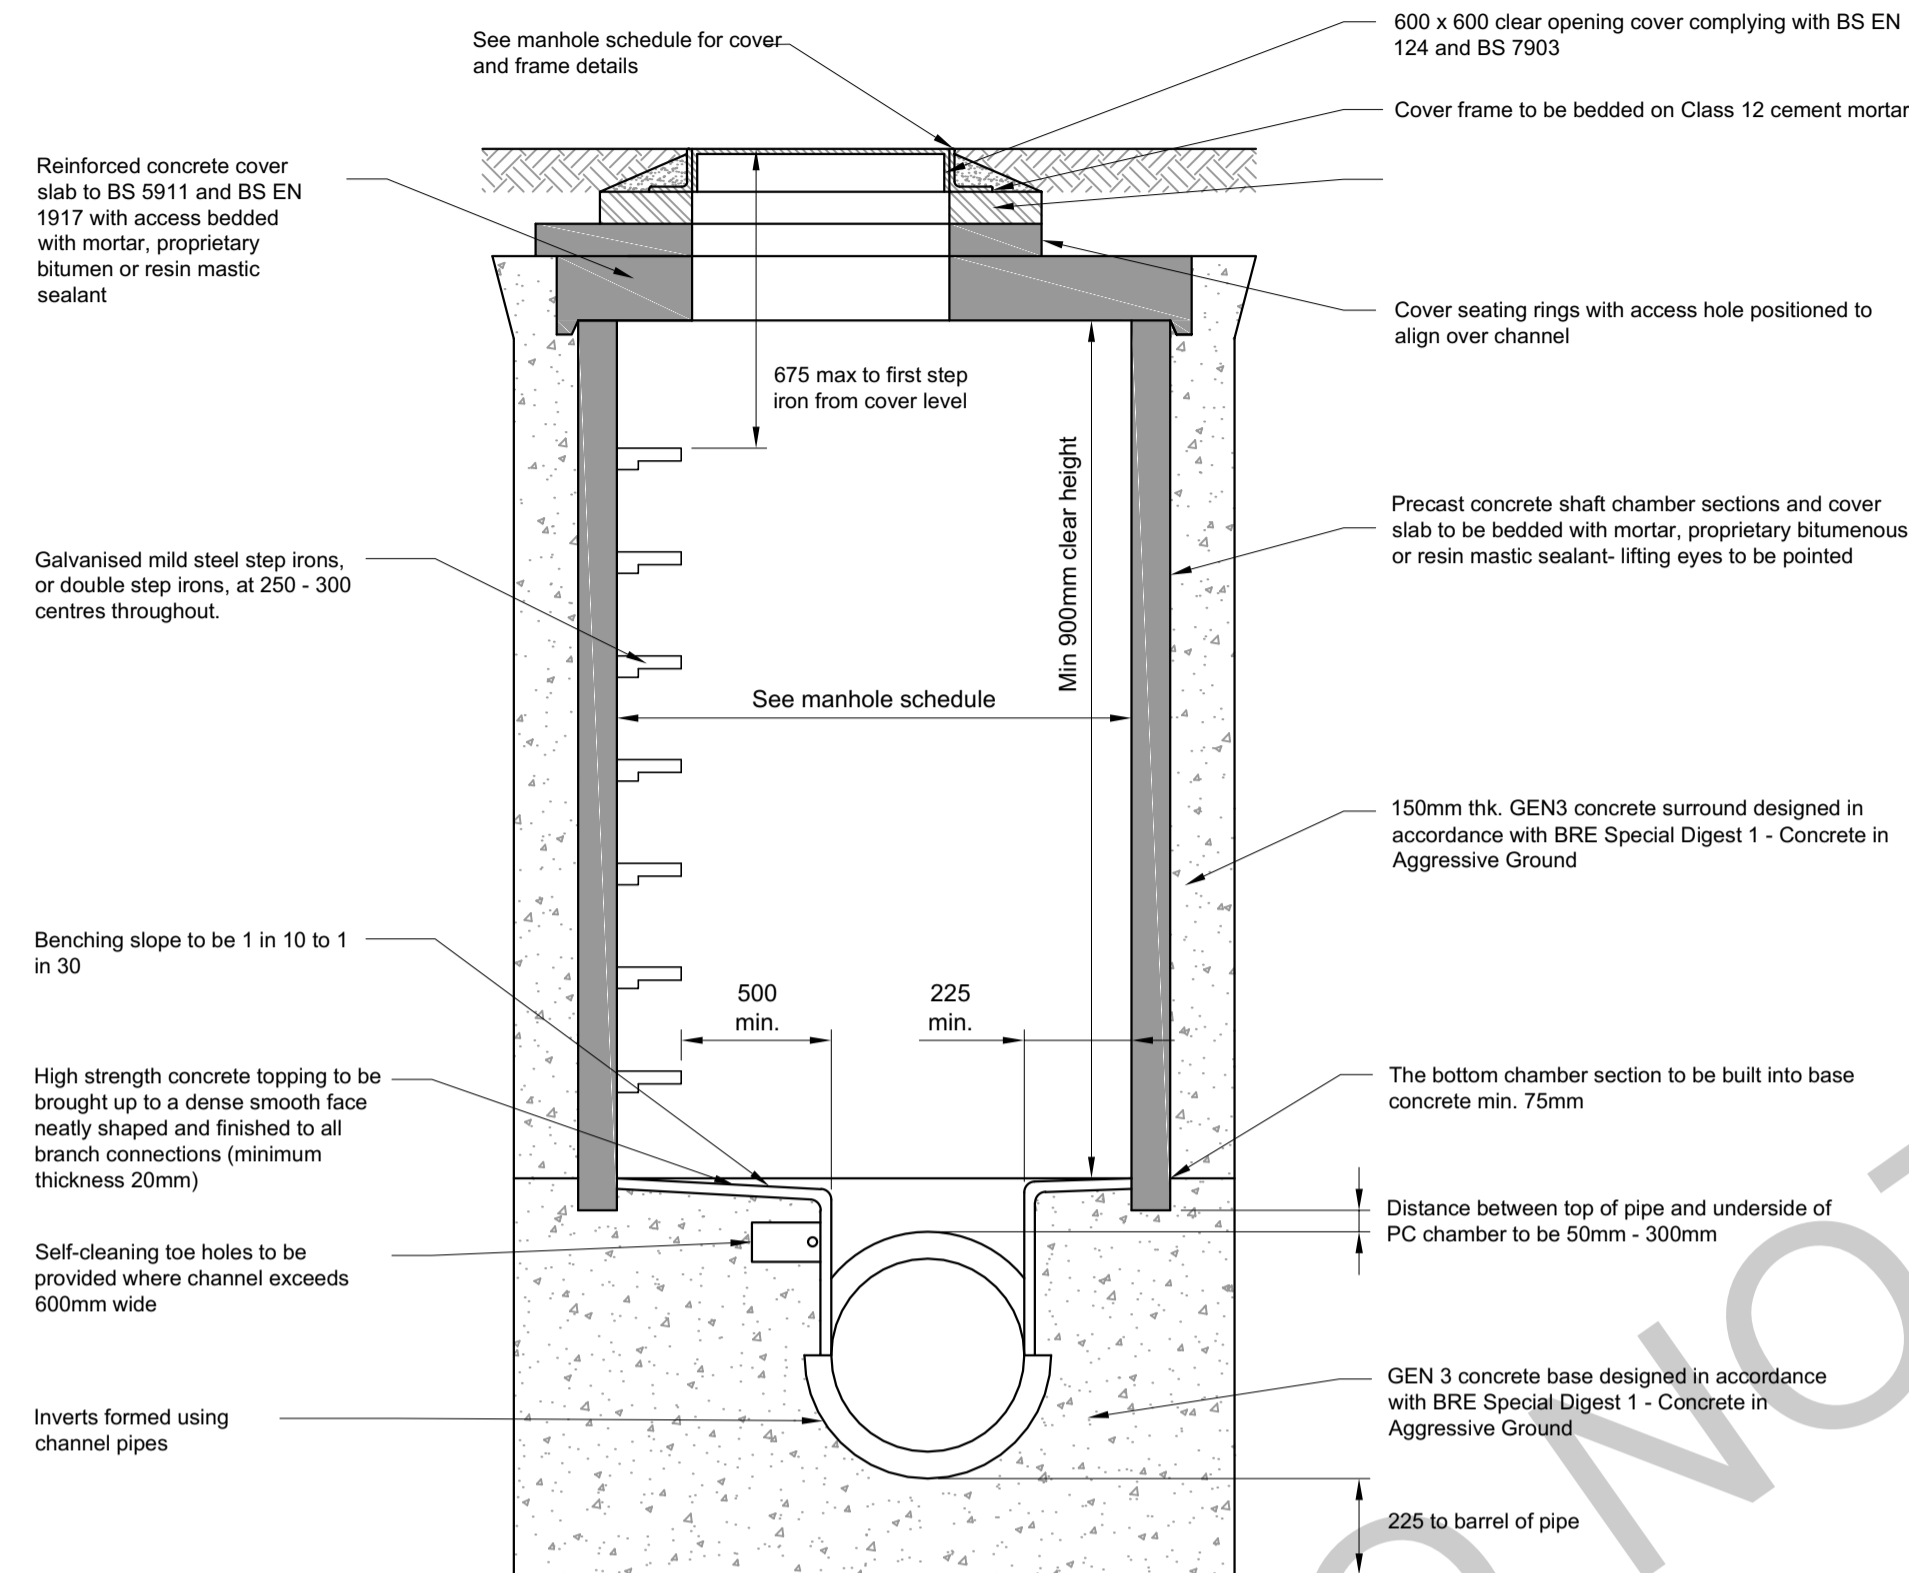 See manhole schedule for cover
and frame details
600 x 600 clear opening cover complying with BS EN
124 and BS 7903
Cover frame to be bedded on Class 12 cement mortar
Reinforced concrete cover
slab to BS 5911 and BS EN
1917 with access bedded
with mortar, proprietary
bitumen or resin mastic
sealant
Cover seating rings with access hole positioned to
align over channel
675 max to first step
iron from cover level
Min 900mm clear height
Precast concrete shaft chamber sections and cover
slab to be bedded with mortar, proprietary bitumenous
or resin mastic sealant- lifting eyes to be pointed
Galvanised mild steel step irons,
or double step irons, at 250 - 300
centres throughout.
See manhole schedule
150mm thk. GEN3 concrete surround designed in
accordance with BRE Special Digest 1 - Concrete in
Aggressive Ground
Benching slope to be 1 in 10 to 1
in 30
500
min.
225
min.
High strength concrete topping to be
brought up to a dense smooth face
neatly shaped and finished to all
branch connections (minimum
thickness 20mm)
The bottom chamber section to be built into base
concrete min. 75mm
Distance between top of pipe and underside of
PC chamber to be 50mm - 300mm
Self-cleaning toe holes to be
provided where channel exceeds
600mm wide
GEN 3 concrete base designed in accordance
with BRE Special Digest 1 - Concrete in
Aggressive Ground
Inverts formed using
channel pipes
225 to barrel of pipe
NO